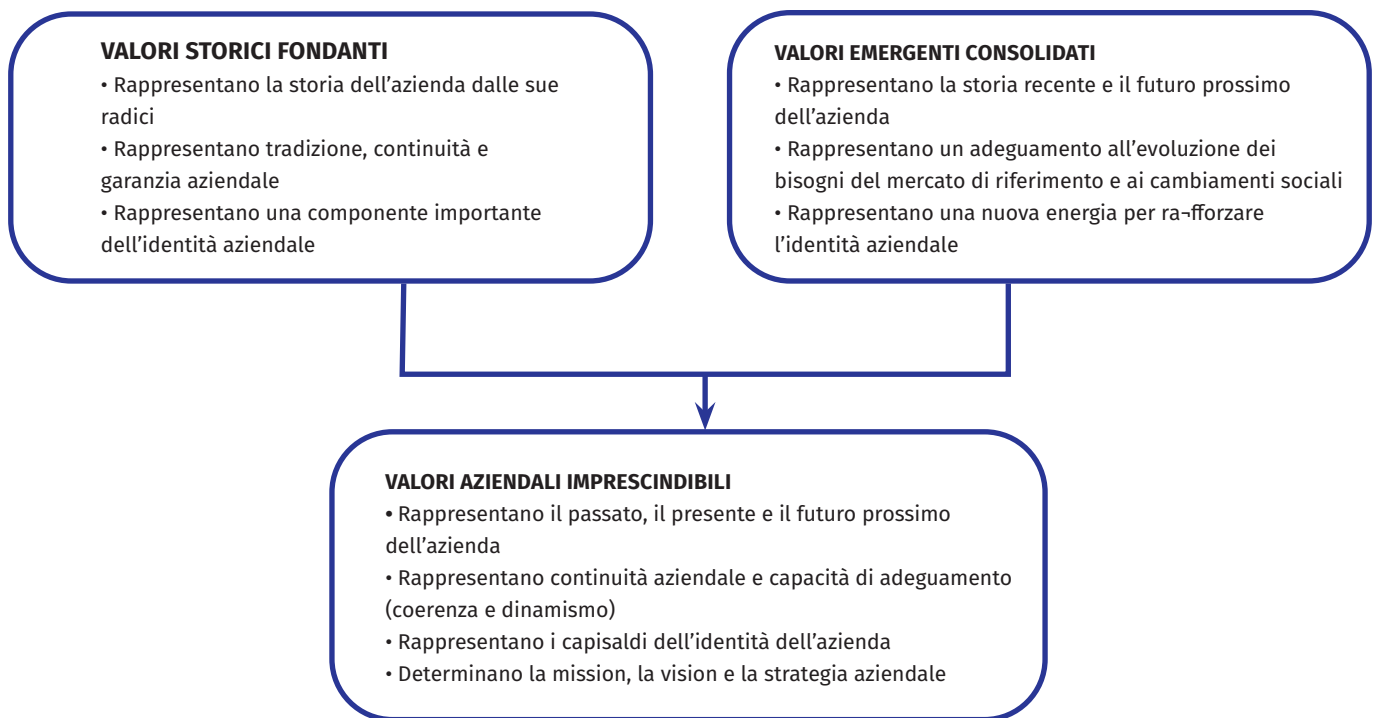 VALORI STORICI FONDANTI
• Rappresentano la storia dell’azienda dalle sue
radici
• Rappresentano tradizione, continuità e
garanzia aziendale
• Rappresentano una componente importante
dell’identità aziendale
VALORI EMERGENTI CONSOLIDATI
• Rappresentano la storia recente e il futuro prossimo
dell’azienda
• Rappresentano un adeguamento all’evoluzione dei
bisogni del mercato di riferimento e ai cambiamenti sociali
• Rappresentano una nuova energia per ra¬fforzare
l’identità aziendale
VALORI AZIENDALI IMPRESCINDIBILI
• Rappresentano il passato, il presente e il futuro prossimo
dell’azienda
• Rappresentano continuità aziendale e capacità di adeguamento
(coerenza e dinamismo)
• Rappresentano i capisaldi dell’identità dell’azienda
• Determinano la mission, la vision e la strategia aziendale